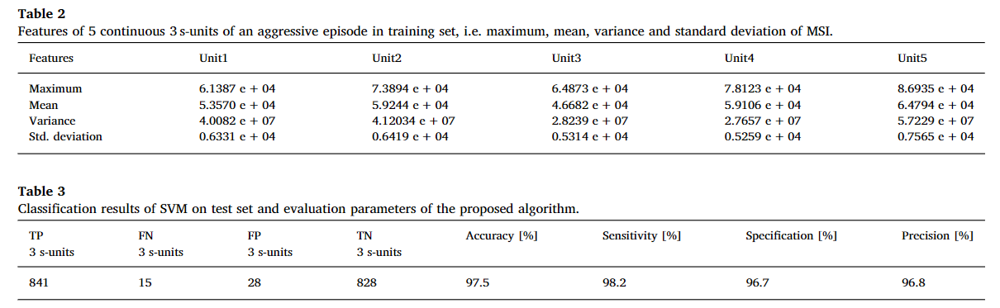 Table 2
Features of 5 continuous 3 s-units of an aggressive episode in training set, i.e. maximum, mean, variance and standard deviation of MSI.
Features Unit1 Unit2 Unit3 Unit4 Unit5
Maximum 6.1387 e + 04 7.3894 e + 04 6.4873 e + 04 7.8123 e + 04 8.6935 e + 04
Mean 5.3570 e + 04 5.9244 e + 04 4.6682 e + 04 5.9106 e + 04 6.4794 e + 04
Variance 4.0082 e + 07 4.12034 e + 07 2.8239 e + 07 2.7657 e + 07 5.7229 e + 07
Std. deviation 0.6331 e + 04 0.6419 e + 04 0.5314 e + 04 0.5259 e + 04 0.7565 e + 04
Table 3
Classification results of SVM on test set and evaluation parameters of the proposed algorithm.
TP FN FP TN Accuracy [%] Sensitivity [%] Specification [%] Precision [%]
3 s-units 3 s-units 3 s-units 3 s-units
841 15 28 828 97.5 98.2 96.7 96.8